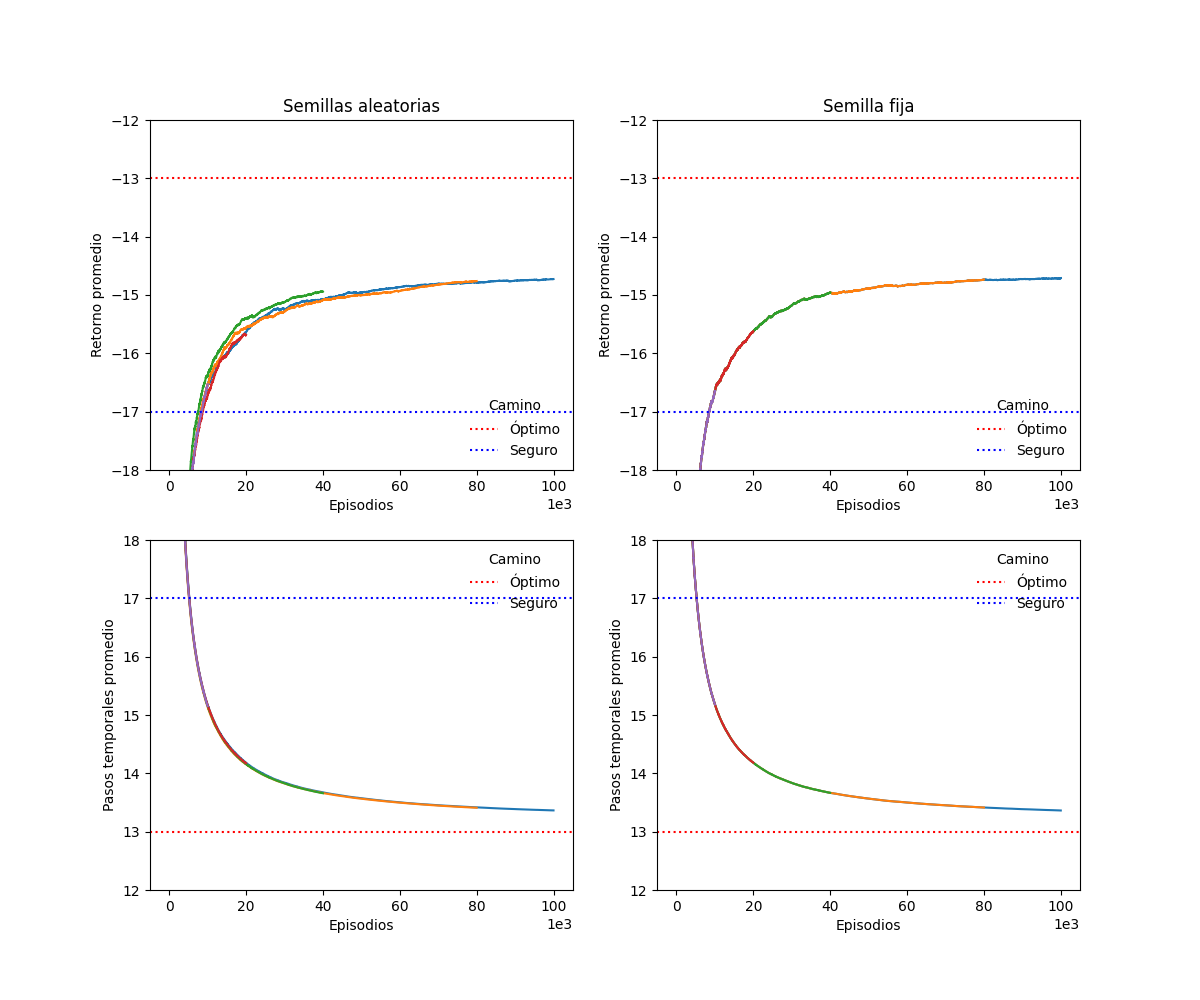 Semillas aleatorias
−12
−13
−14
−15
−16
−17
−18
Retorno promedio
Camino
Óptimo
Seguro
0 20 40 60 80 100
1e3
Episodios
Semilla fija
−12
−13
−14
−15
−16
−17
−18
Retorno promedio
Camino
Óptimo
Seguro
0 20 40 60 80 100
1e3
Episodios
18
17
16
15
14
13
12
Pasos temporales promedio
Camino
Óptimo
Seguro
0 20 40 60 80 100
1e3
Episodios
18
17
16
15
14
13
12
Pasos temporales promedio
Camino
Óptimo
Seguro
0 20 40 60 80 100
1e3
Episodios